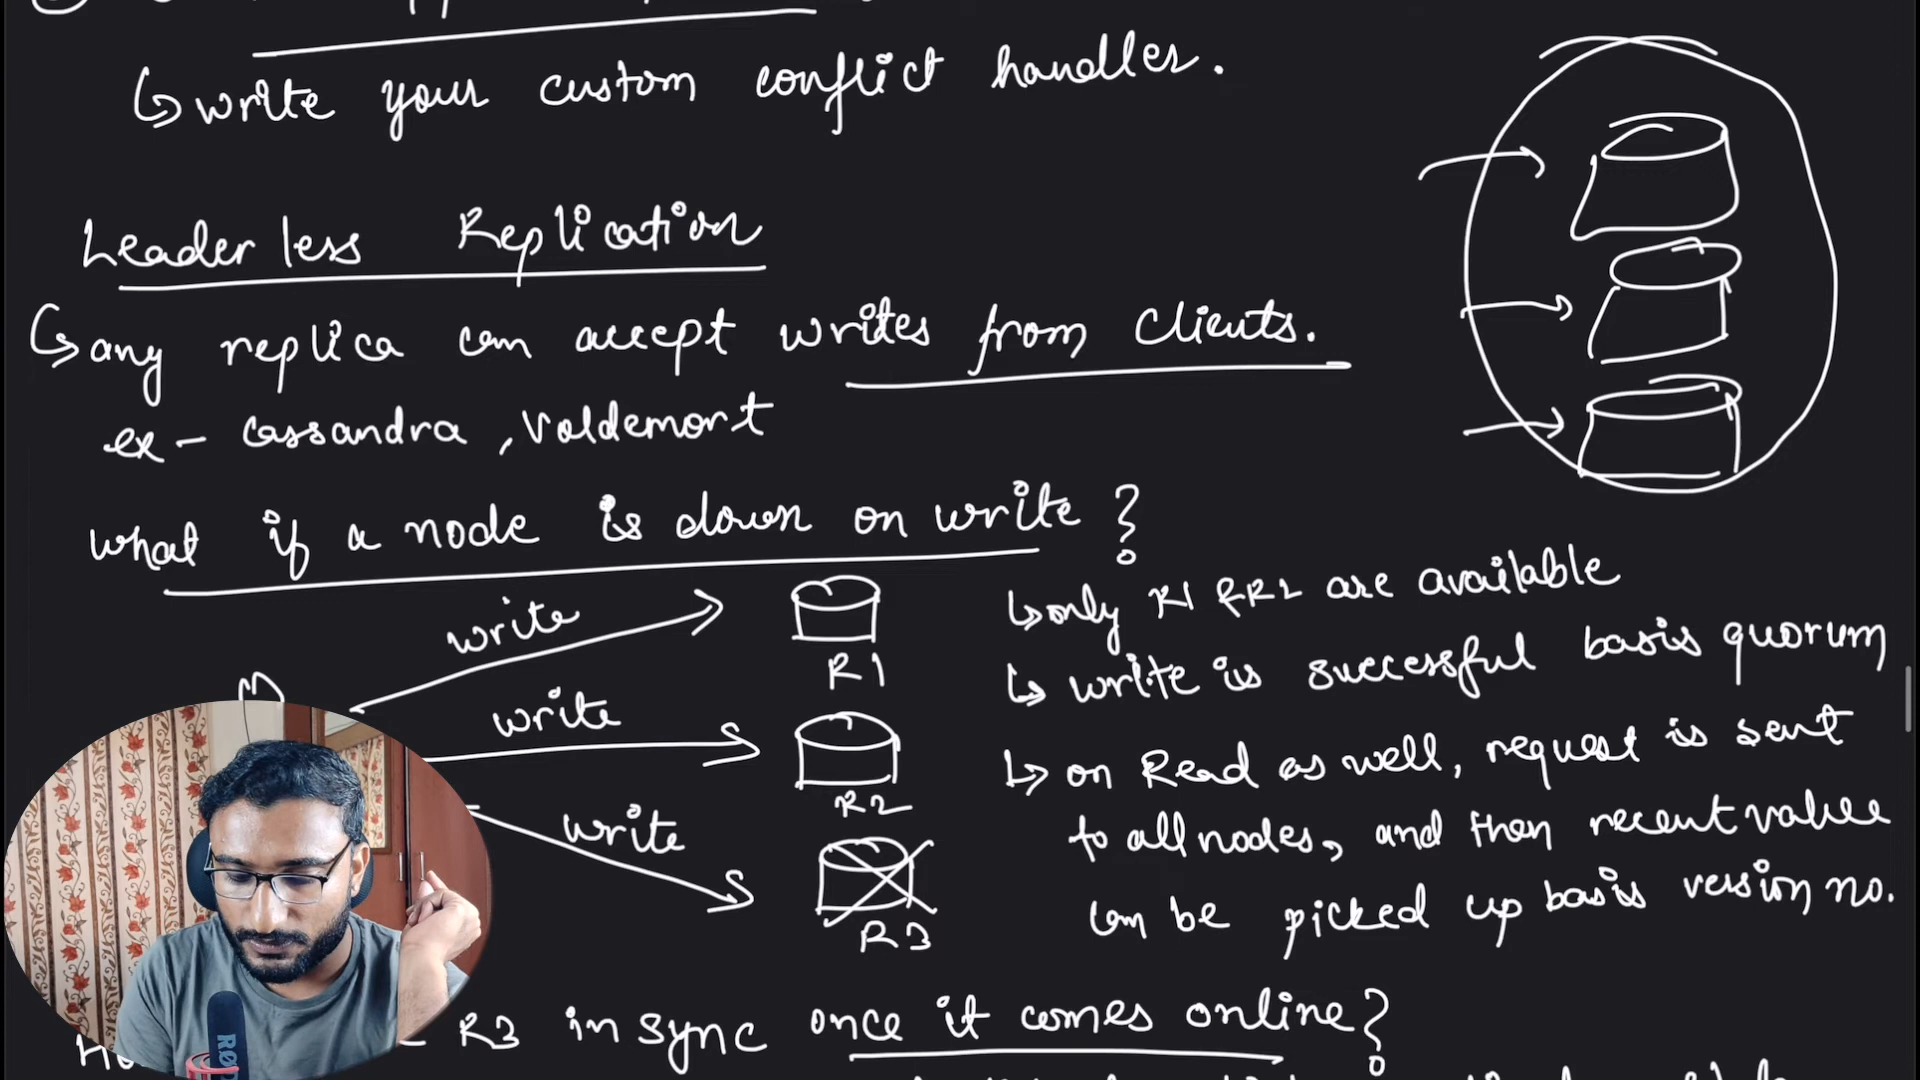 ↳ write your custom conflict handler.
Leaderless Replication
↳ any replica can accept writes from clients.
ex - Cassandra, Voldemort
what if a node is down on write?
write
R1
↳ only R1 & R2 are available
↳ write is successful basis quorum
write
R2
↳ on Read as well, request is sent
to all nodes, and then recent value
can be picked up basis version no.
write
R3
R3 in sync once it comes online?
RØD